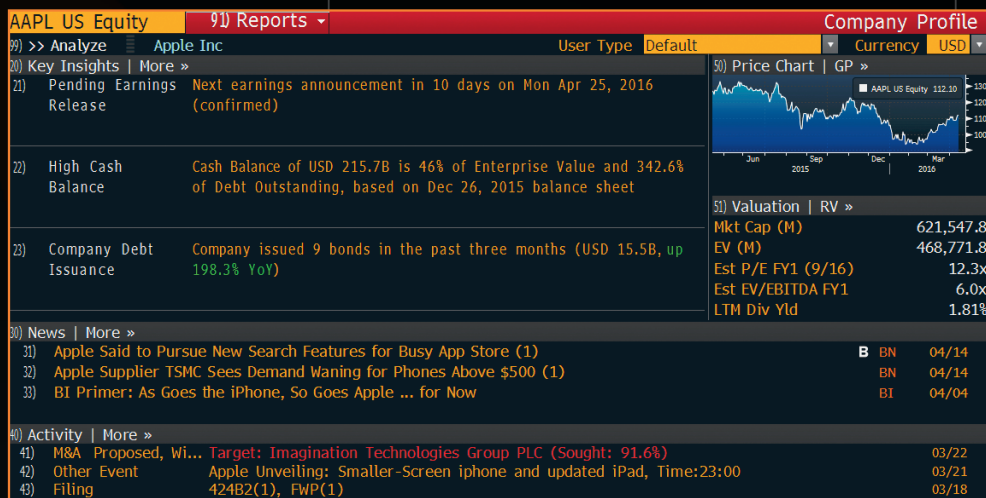 AAPL US Equity 91) Reports Company Profile
99) >> Analyze Apple Inc User Type Default Currency USD
20) Key Insights | More »
21) Pending Earnings Release Next earnings announcement in 10 days on Mon Apr 25, 2016
(confirmed)
22) High Cash Balance Cash Balance of USD 215.7B is 46% of Enterprise Value and 342.6%
of Debt Outstanding, based on Dec 26, 2015 balance sheet
23) Company Debt Issuance Company issued 9 bonds in the past three months (USD 15.5B, up
198.3% YoY)
50) Price Chart | GP »
AAPL US Equity 112.10
130
120
110
100
Jun Sep Dec Mar
2015 2016
51) Valuation | RV »
Mkt Cap (M) 621,547.8
EV (M) 468,771.8
Est P/E FY1 (9/16) 12.3x
Est EV/EBITDA FY1 6.0x
LTM Div Yld 1.81%
30) News | More »
31) Apple Said to Pursue New Search Features for Busy App Store (1) B BN 04/14
32) Apple Supplier TSMC Sees Demand Waning for Phones Above $500 (1) BN 04/14
33) BI Primer: As Goes the iPhone, So Goes Apple ... for Now BI 04/04
40) Activity | More »
41) M&A Proposed, Wi... Target: Imagination Technologies Group PLC (Sought: 91.6%) 03/22
42) Other Event Apple Unveiling: Smaller-Screen iphone and updated iPad, Time:23:00 03/21
43) Filing 424B2(1), FWP(1) 03/18